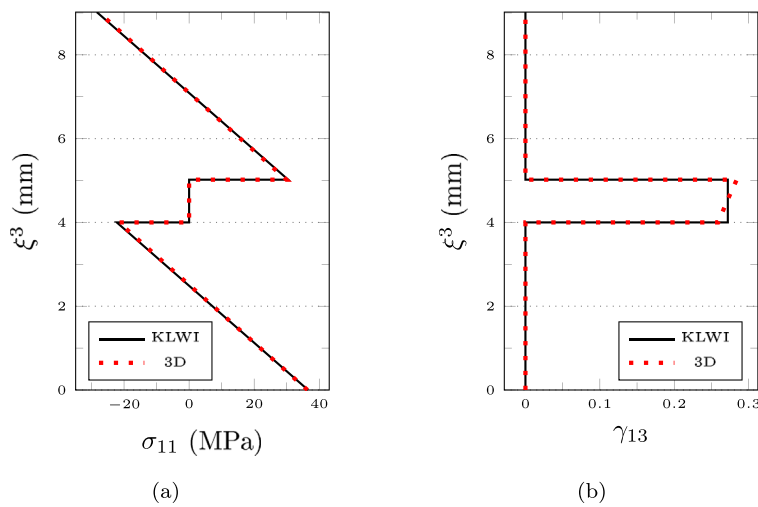 8
6
4
2
0
ξ³ (mm)
KLWI
3D
−20 0 20 40
σ₁₁ (MPa)
(a)
8
6
4
2
0
ξ³ (mm)
KLWI
3D
0 0.1 0.2 0.3
γ₁₃
(b)